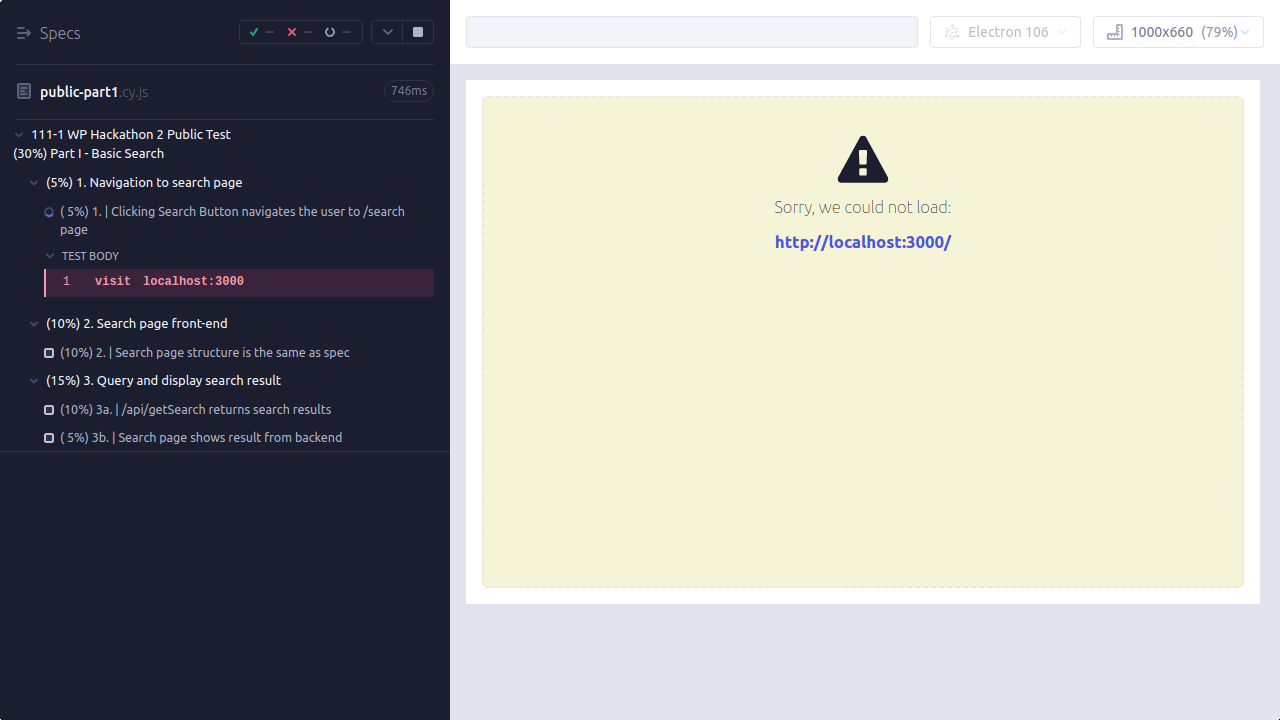 Specs
--
--
--
Electron 106
1000x660 (79%)
public-part1.cy.js
746ms
111-1 WP Hackathon 2 Public Test
(30%) Part I - Basic Search
(5%) 1. Navigation to search page
( 5%) 1. | Clicking Search Button navigates the user to /search
page
TEST BODY
1 visit localhost:3000
(10%) 2. Search page front-end
(10%) 2. | Search page structure is the same as spec
(15%) 3. Query and display search result
(10%) 3a. | /api/getSearch returns search results
( 5%) 3b. | Search page shows result from backend
Sorry, we could not load:
http://localhost:3000/